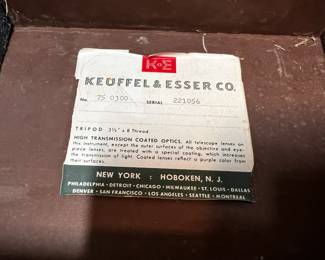 K+E
KEUFFEL & ESSER CO.
No. 75 0300 SERIAL 221056
TRIPOD 3½" x 8 Thread.
HIGH TRANSMISSION COATED OPTICS. All telescope lenses on
this instrument, except the outer surfaces of the objective and eye-
piece lenses, are treated with a special coating, which increases
the transmission of light. Coated lenses reflect a purple color from
their surfaces.
NEW YORK : HOBOKEN, N. J.
PHILADELPHIA • DETROIT • CHICAGO • MILWAUKEE • ST. LOUIS • DALLAS
DENVER • SAN FRANCISCO • LOS ANGELES • SEATTLE • MONTREAL